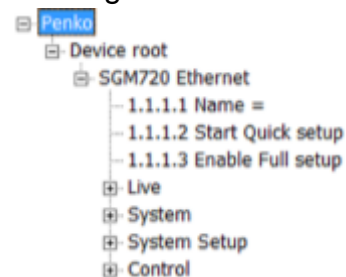 Penko
Device root
SGM720 Ethernet
1.1.1.1 Name =
1.1.1.2 Start Quick setup
1.1.1.3 Enable Full setup
Live
System
System Setup
Control